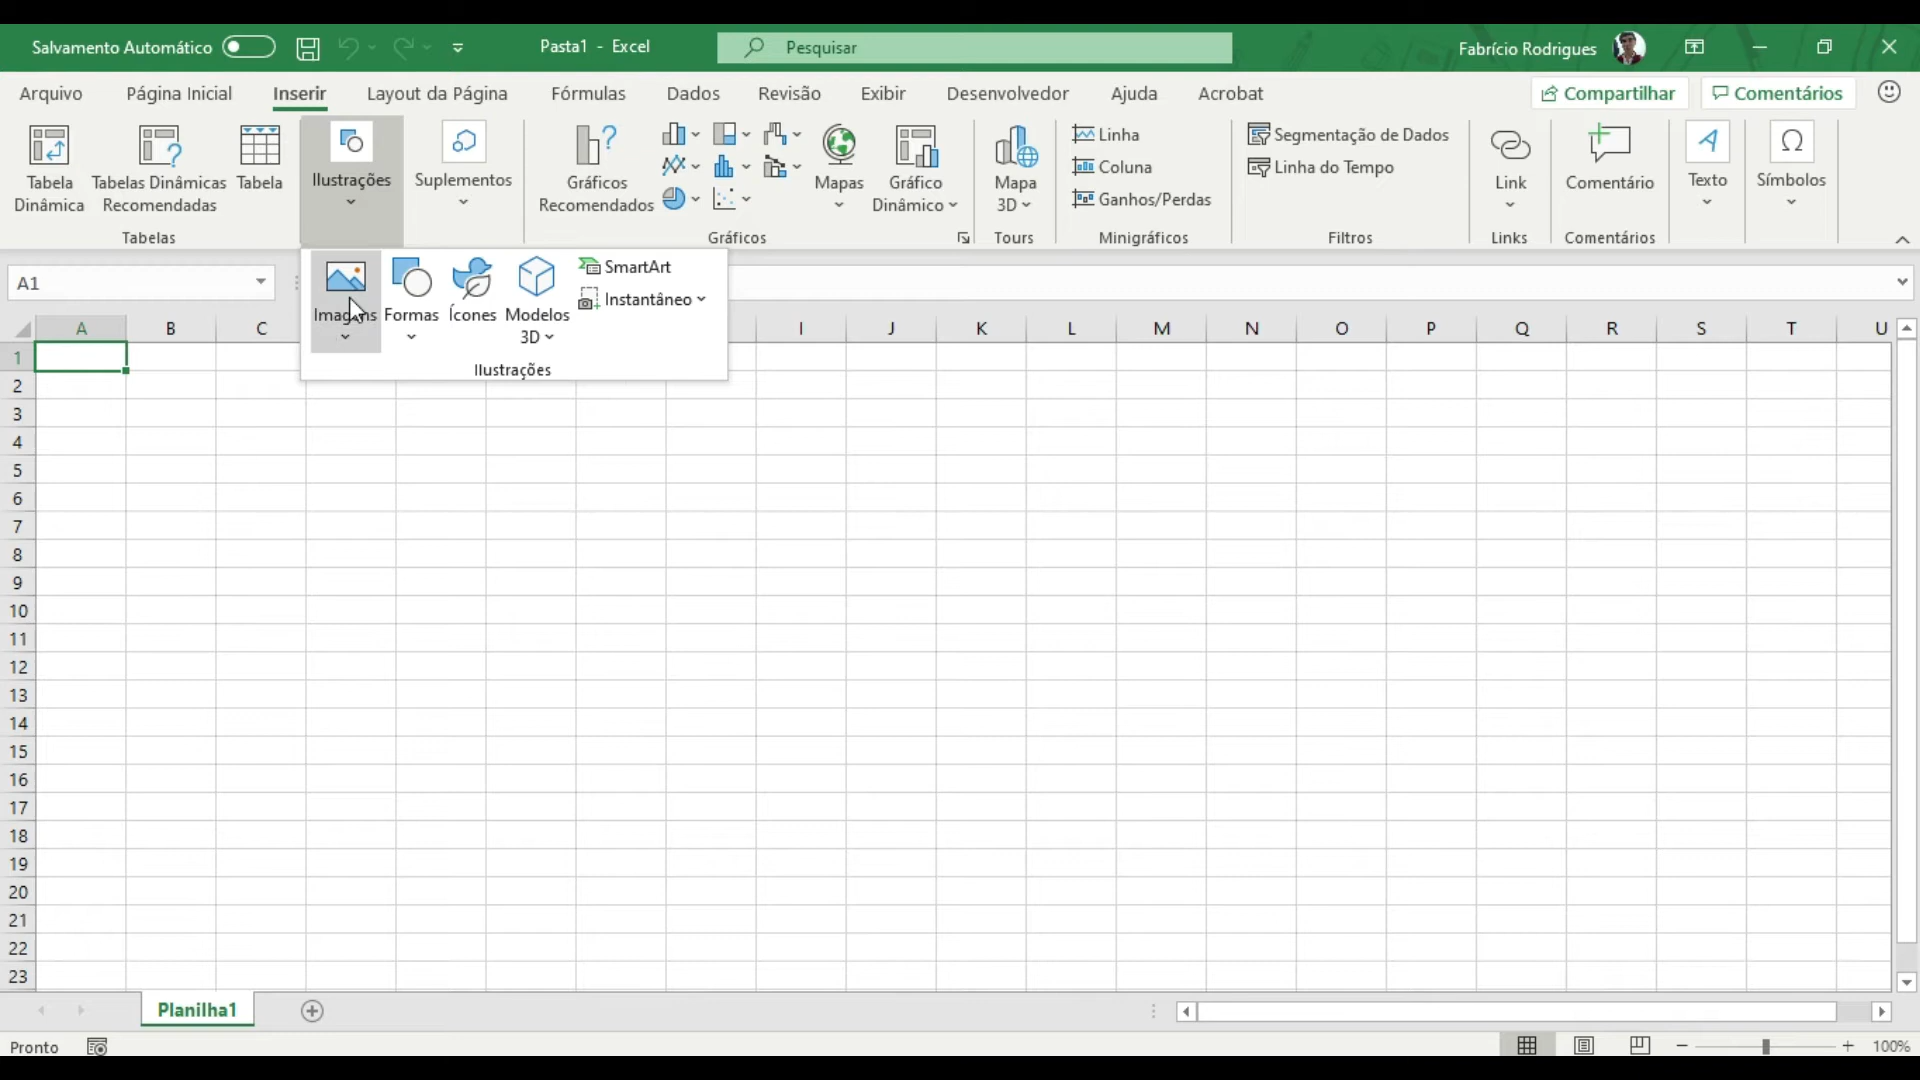 Salvamento Automático
Pasta1 - Excel
Pesquisar
Fabrício Rodrigues
Arquivo Página Inicial Inserir Layout da Página Fórmulas Dados Revisão Exibir Desenvolvedor Ajuda Acrobat
Compartilhar
Comentários
Tabela
Dinâmica
Tabelas Dinâmicas
Recomendadas
Tabela
Tabelas
Ilustrações
Suplementos
Gráficos
Recomendados
Mapas
Gráfico
Dinâmico
Gráficos
Mapa
3D
Tours
Linha
Coluna
Ganhos/Perdas
Minigráficos
Segmentação de Dados
Linha do Tempo
Filtros
Link
Links
Comentário
Comentários
Texto
Símbolos
A1
Imagens
Formas
Ícones
Modelos
3D
SmartArt
Instantâneo
Ilustrações
A B C I J K L M N O P Q R S T U
1
2
3
4
5
6
7
8
9
10
11
12
13
14
15
16
17
18
19
20
21
22
23
Planilha1
Pronto
100%